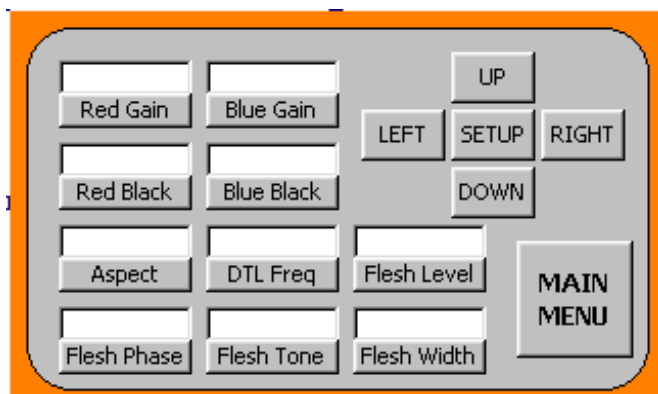 UP
Red Gain Blue Gain
LEFT SETUP RIGHT
Red Black Blue Black
DOWN
Aspect DTL Freq Flesh Level
MAIN
MENU
Flesh Phase Flesh Tone Flesh Width